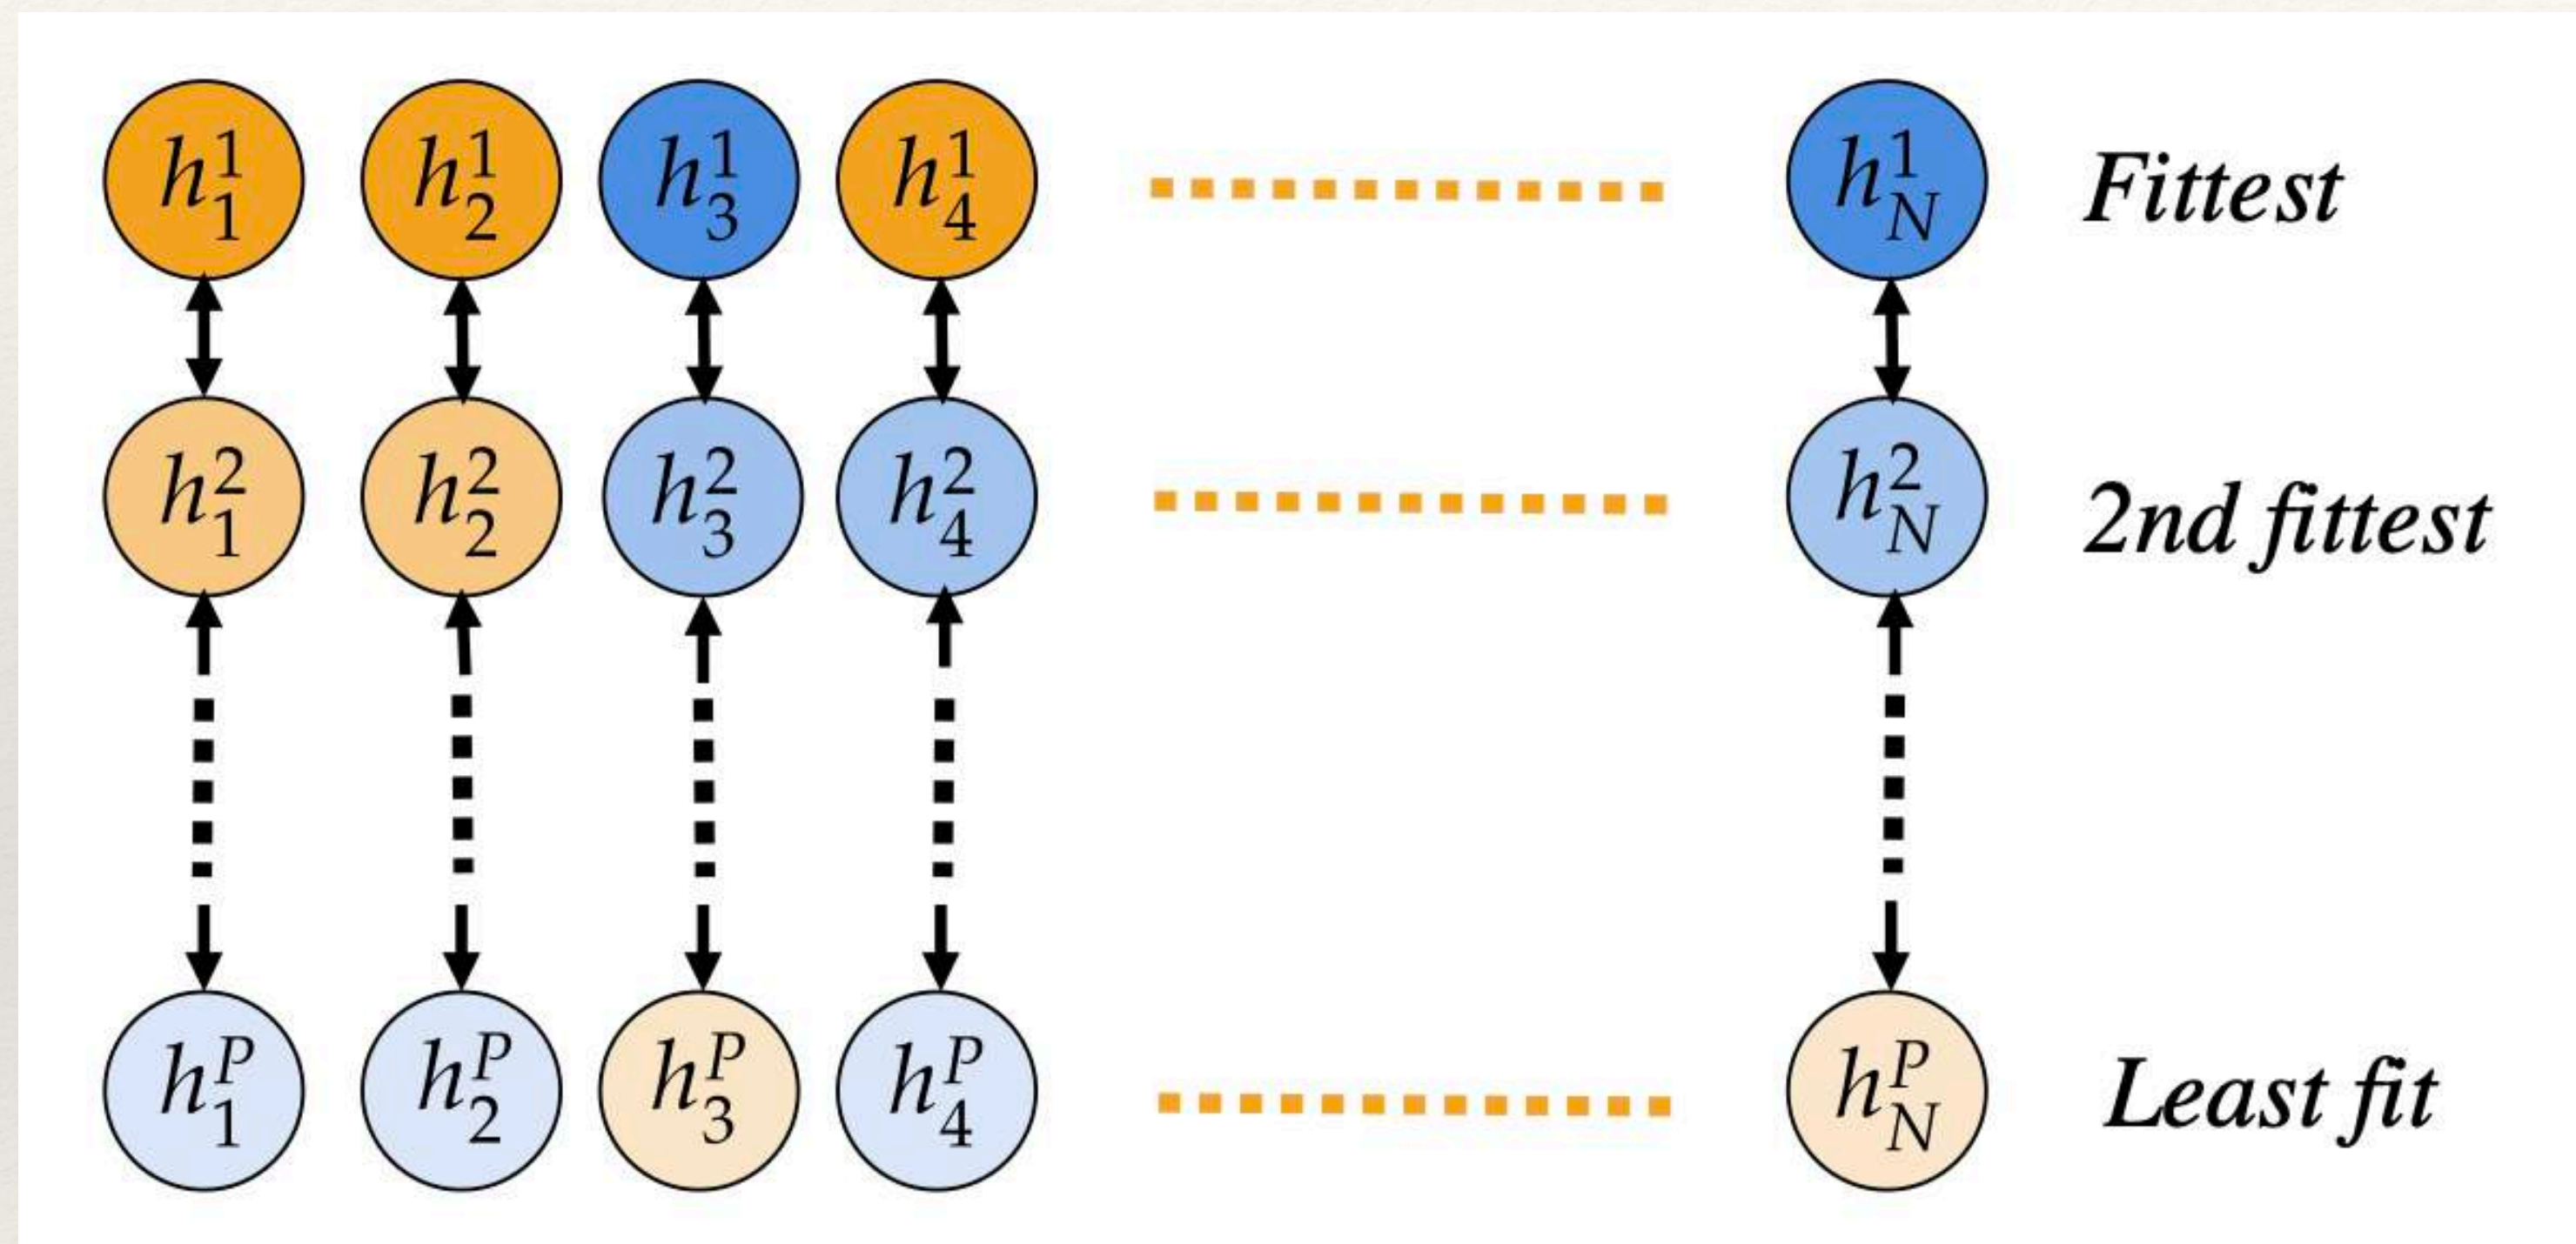 h_1^1 h_2^1 h_3^1 h_4^1 h_N^1 Fittest
h_1^2 h_2^2 h_3^2 h_4^2 h_N^2 2nd fittest
h_1^P h_2^P h_3^P h_4^P h_N^P Least fit